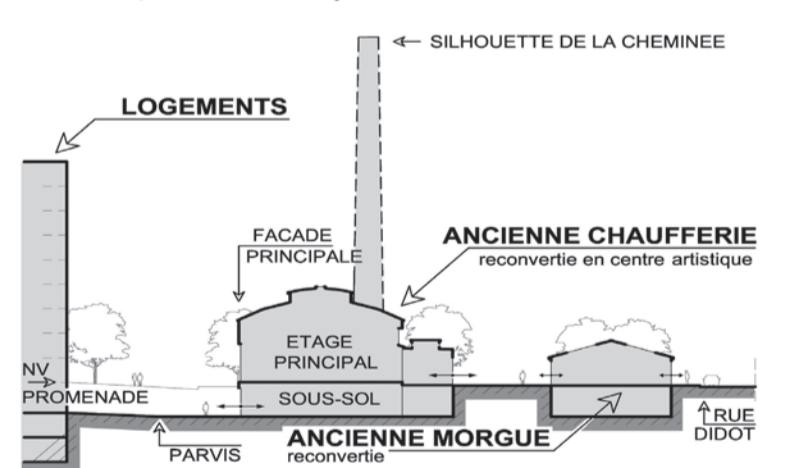 SILHOUETTE DE LA CHEMINEE
LOGEMENTS
FACADE
PRINCIPALE
ANCIENNE CHAUFFERIE
reconvertie en centre artistique
ETAGE
PRINCIPAL
NV
PROMENADE
SOUS-SOL
RUE
DIDOT
ANCIENNE MORGUE
reconvertie
PARVIS